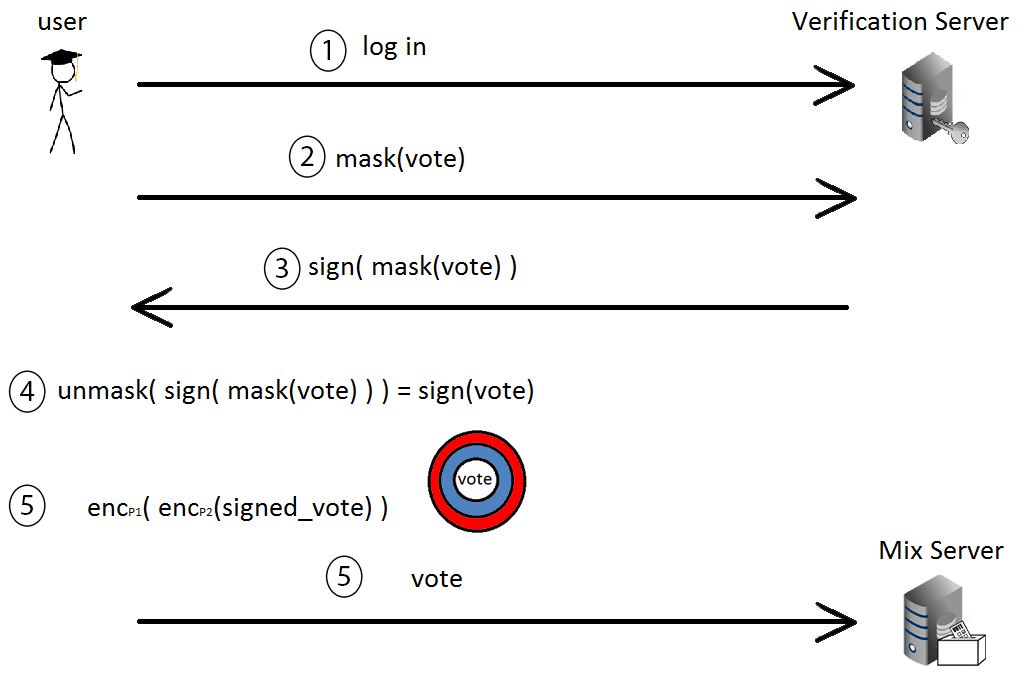 user
Verification Server
1 log in
2 mask(vote)
3 sign( mask(vote) )
4 unmask( sign( mask(vote) ) ) = sign(vote)
vote
5 encP1( encP2(signed_vote) )
Mix Server
5 vote